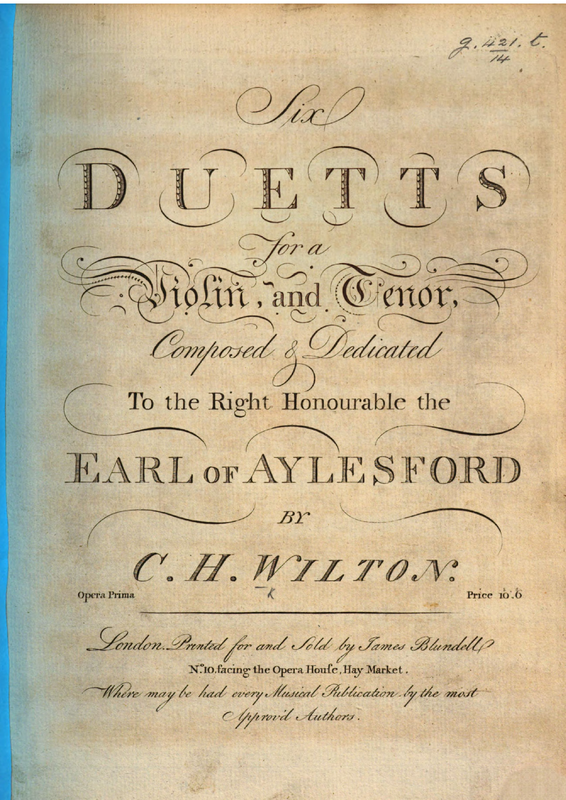 g. 421. t.
14
Six
DUETTS
for a
Violin, and Tenor,
Composed & Dedicated
To the Right Honourable the
EARL OF AYLESFORD
BY
C. H. WILTON.
Opera Prima
Price 10.6
London. Printed for and Sold by James Blundell
N.º 10. facing the Opera House, Hay Market.
Where may be had every Musical Publication by the most
Approv'd Authors.